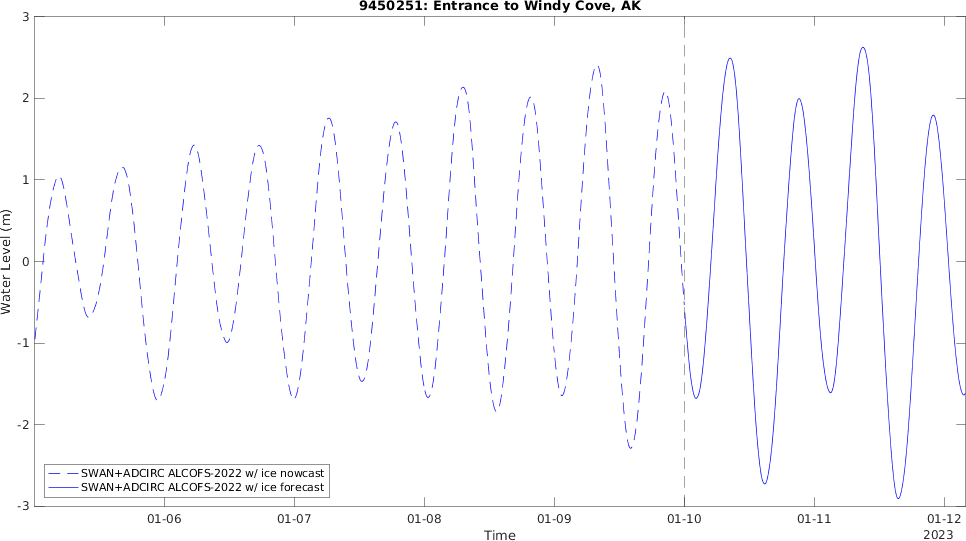 9450251: Entrance to Windy Cove, AK
3
2
1
0
-1
-2
-3
Water Level (m)
SWAN+ADCIRC ALCOFS-2022 w/ ice nowcast
SWAN+ADCIRC ALCOFS-2022 w/ ice forecast
01-06 01-07 01-08 01-09 01-10 01-11 01-12
Time
2023